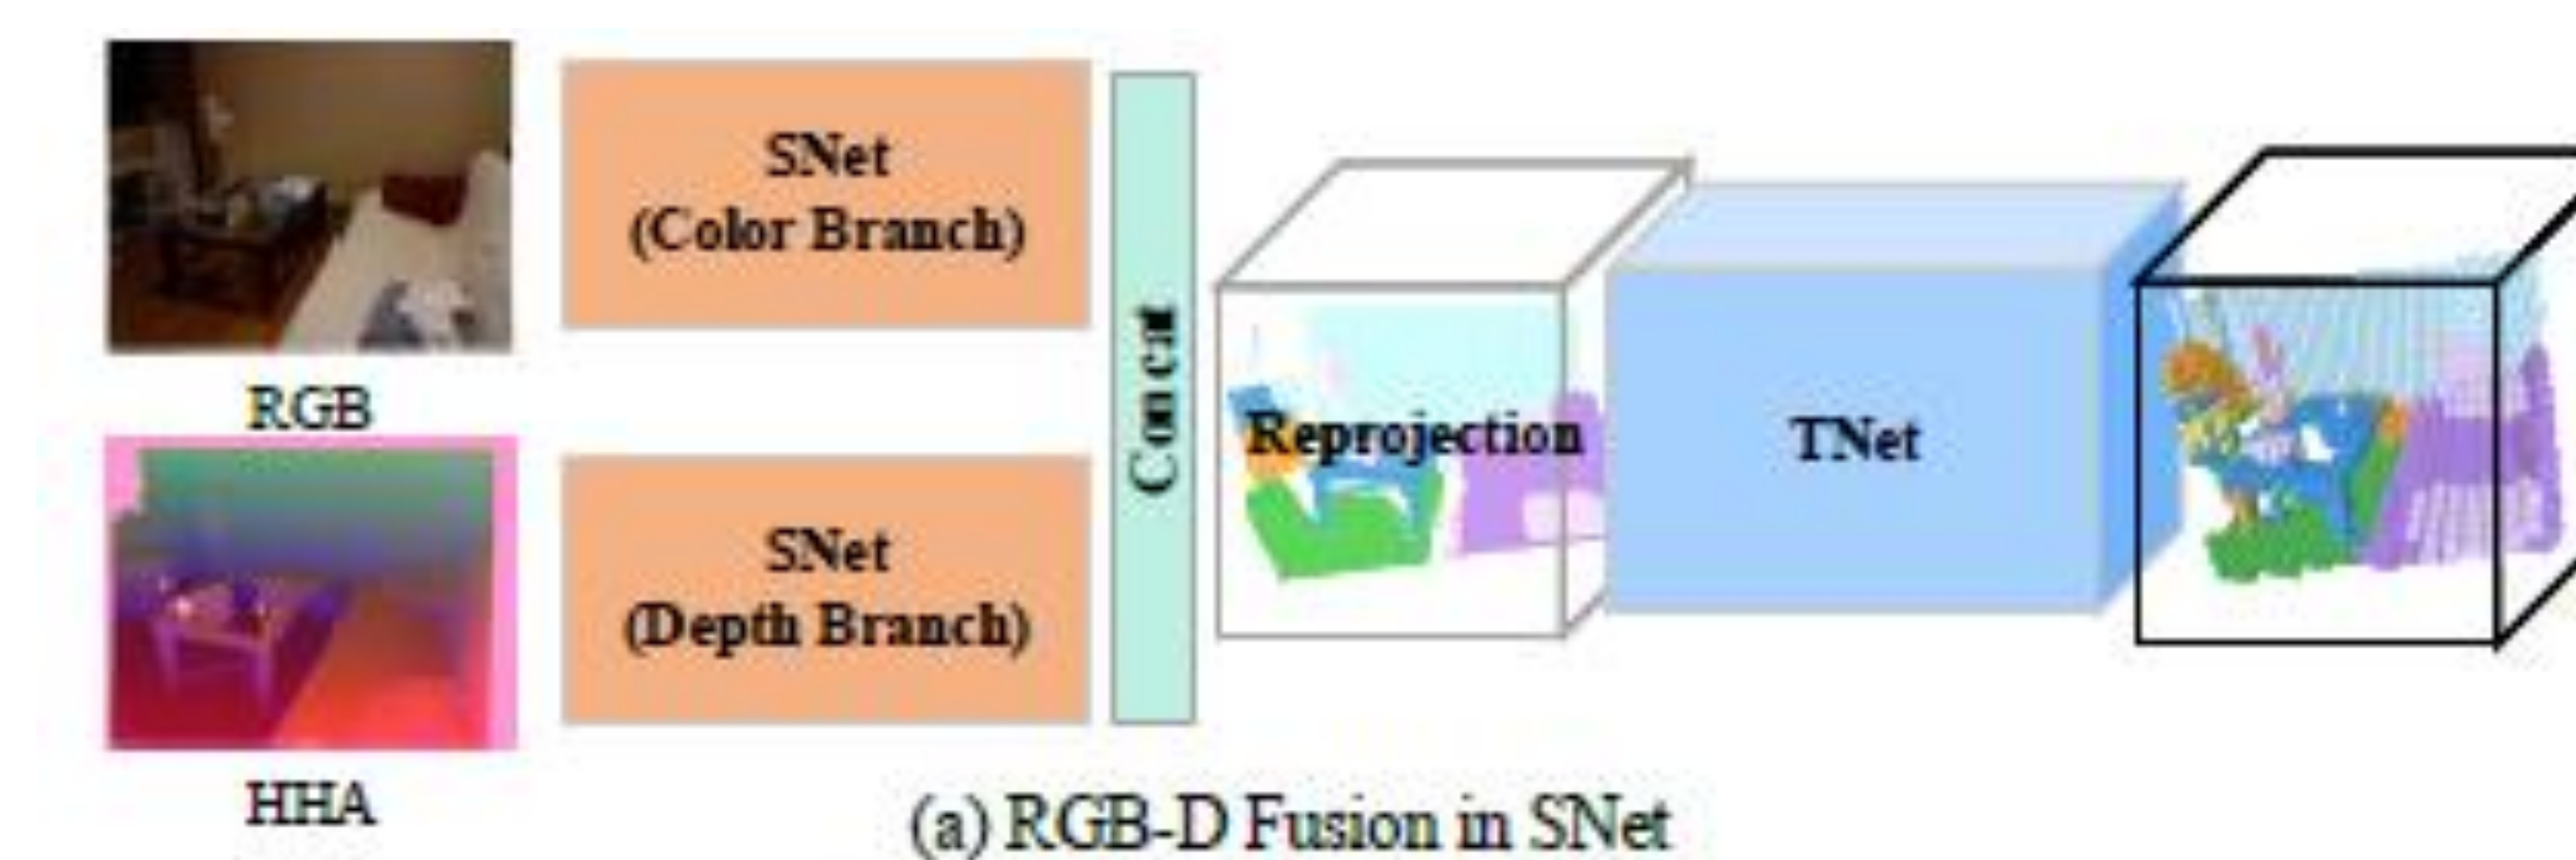 RGB
SNet
(Color Branch)
HHA
SNet
(Depth Branch)
Concat
Reprojection
TNet
(a) RGB-D Fusion in SNet